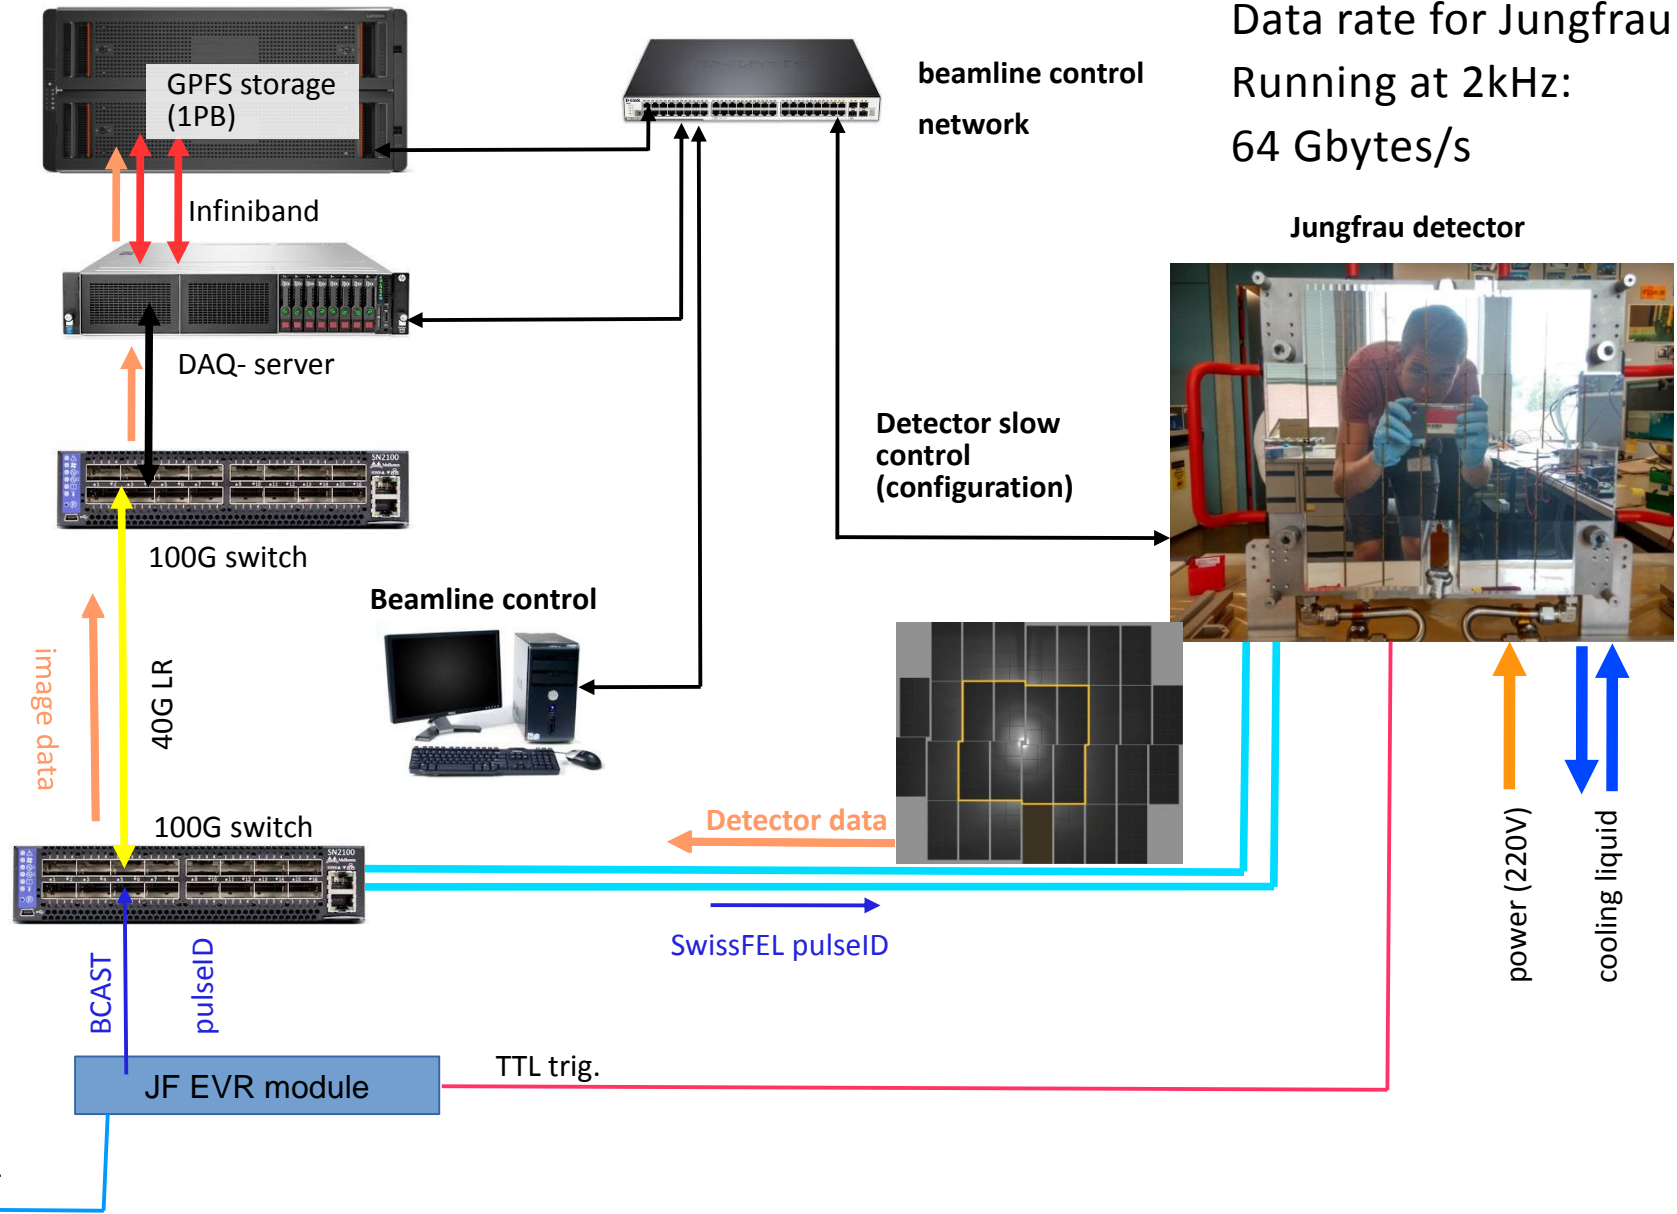 Data rate for Jungfrau
Running at 2kHz:
64 Gbytes/s
GPFS storage
(1PB)
beamline control
network
Infiniband
Jungfrau detector
DAQ- server
Detector slow
control
(configuration)
SN2100
100G switch
Beamline control
image data
40G LR
Detector data
100G switch
SN2100
power (220V)
cooling liquid
SwissFEL pulseID
BCAST
pulseID
TTL trig.
JF EVR module